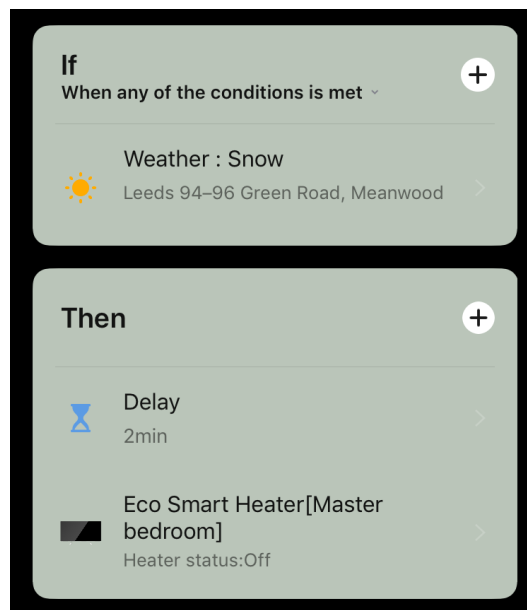 If
When any of the conditions is met
Weather : Snow
Leeds 94–96 Green Road, Meanwood
Then
Delay
2min
Eco Smart Heater[Master
bedroom]
Heater status:Off